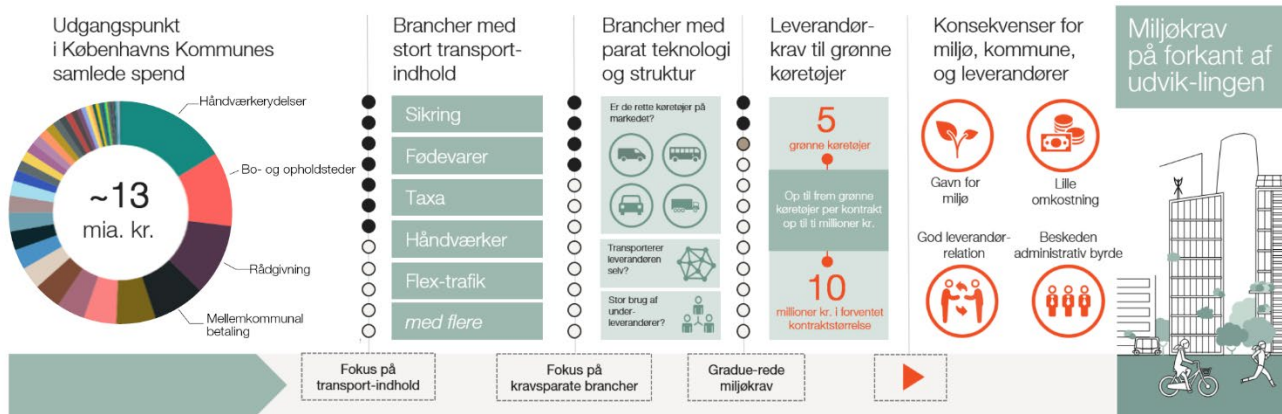 Udgangspunkt
i Københavns Kommunes
samlede spend
Håndværkerydelser
Bo- og opholdsteder
~13
mia. kr.
Rådgivning
Mellemkommunal
betaling
Brancher med
stort transport-
indhold
Sikring
Fødevarer
Taxa
Håndværker
Flex-trafik
med flere
Brancher med
parat teknologi
og struktur
Er de rette køretøjer på
markedet?
Transporterer
leverandøren
selv?
Stor brug af
under-
leverandører?
Leverandør-
krav til grønne
køretøjer
5
grønne køretøjer
Op til frem grønne
køretøjer per kontrakt
op til ti millioner kr.
10
millioner kr. i forventet
kontraktstørrelse
Konsekvenser for
miljø, kommune,
og leverandører
Gavn for
miljø
Lille
omkostning
God leverandør-
relation
Beskeden
administrativ byrde
Miljøkrav
på forkant af
udvik-lingen
Fokus på
transport-indhold
Fokus på
kravsparate brancher
Gradue-rede
miljøkrav